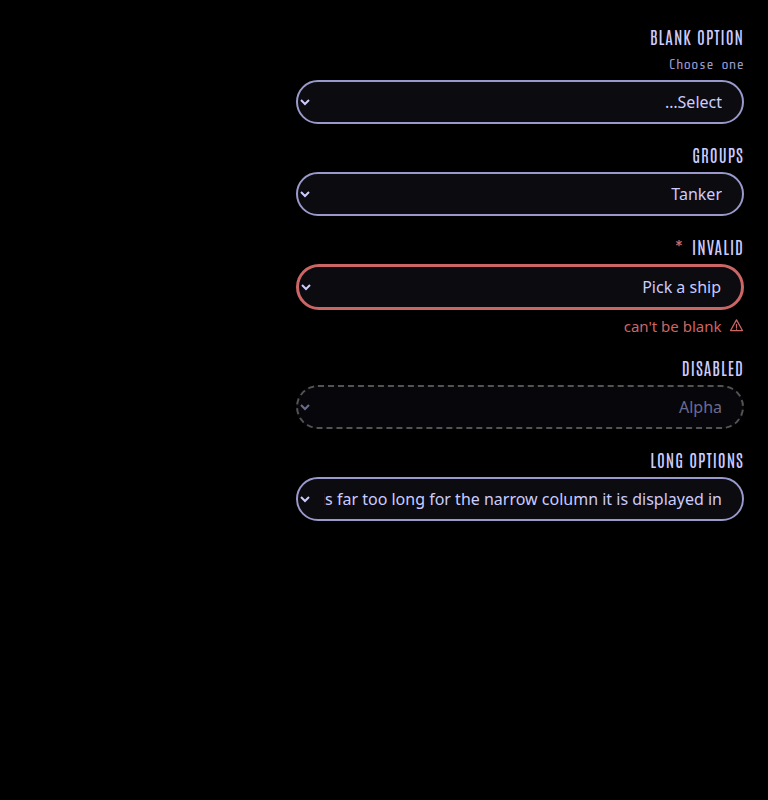 BLANK OPTION
Choose one
...Select
GROUPS
Tanker
* INVALID
Pick a ship
can't be blank
DISABLED
Alpha
LONG OPTIONS
s far too long for the narrow column it is displayed in